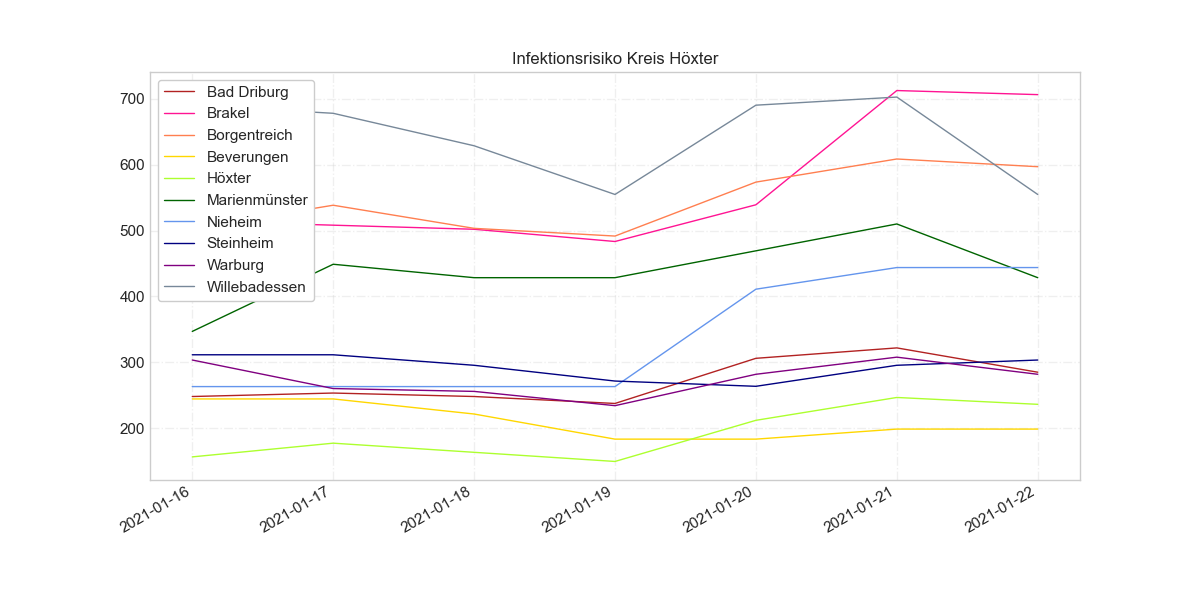 Infektionsrisiko Kreis Höxter
Bad Driburg
Brakel
Borgentreich
Beverungen
Höxter
Marienmünster
Nieheim
Steinheim
Warburg
Willebadessen
700
600
500
400
300
200
2021-01-16
2021-01-17
2021-01-18
2021-01-19
2021-01-20
2021-01-21
2021-01-22